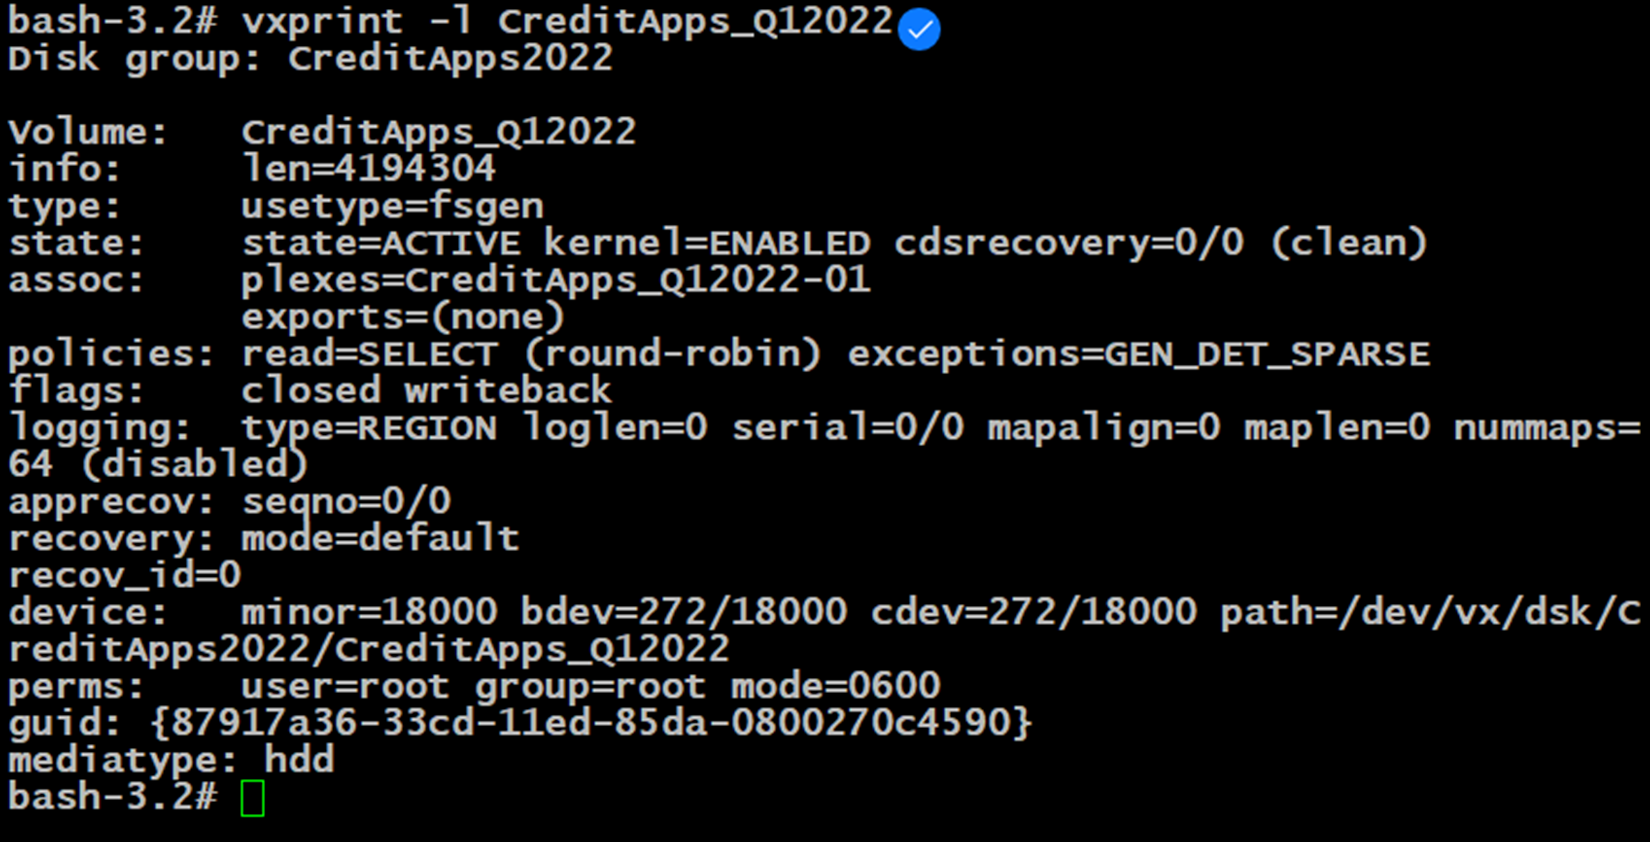 bash-3.2# vxprint -l CreditApps_Q12022
Disk group: CreditApps2022
Volume:   CreditApps_Q12022
info:     len=4194304
type:     usetype=fsgen
state:    state=ACTIVE kernel=ENABLED cdsrecovery=0/0 (clean)
assoc:    plexes=CreditApps_Q12022-01
          exports=(none)
policies: read=SELECT (round-robin) exceptions=GEN_DET_SPARSE
flags:    closed writeback
logging:  type=REGION loglen=0 serial=0/0 mapalign=0 maplen=0 nummaps=
64 (disabled)
apprecov: seqno=0/0
recovery: mode=default
recov_id=0
device:   minor=18000 bdev=272/18000 cdev=272/18000 path=/dev/vx/dsk/C
reditApps2022/CreditApps_Q12022
perms:    user=root group=root mode=0600
guid: {87917a36-33cd-11ed-85da-0800270c4590}
mediatype: hdd
bash-3.2#